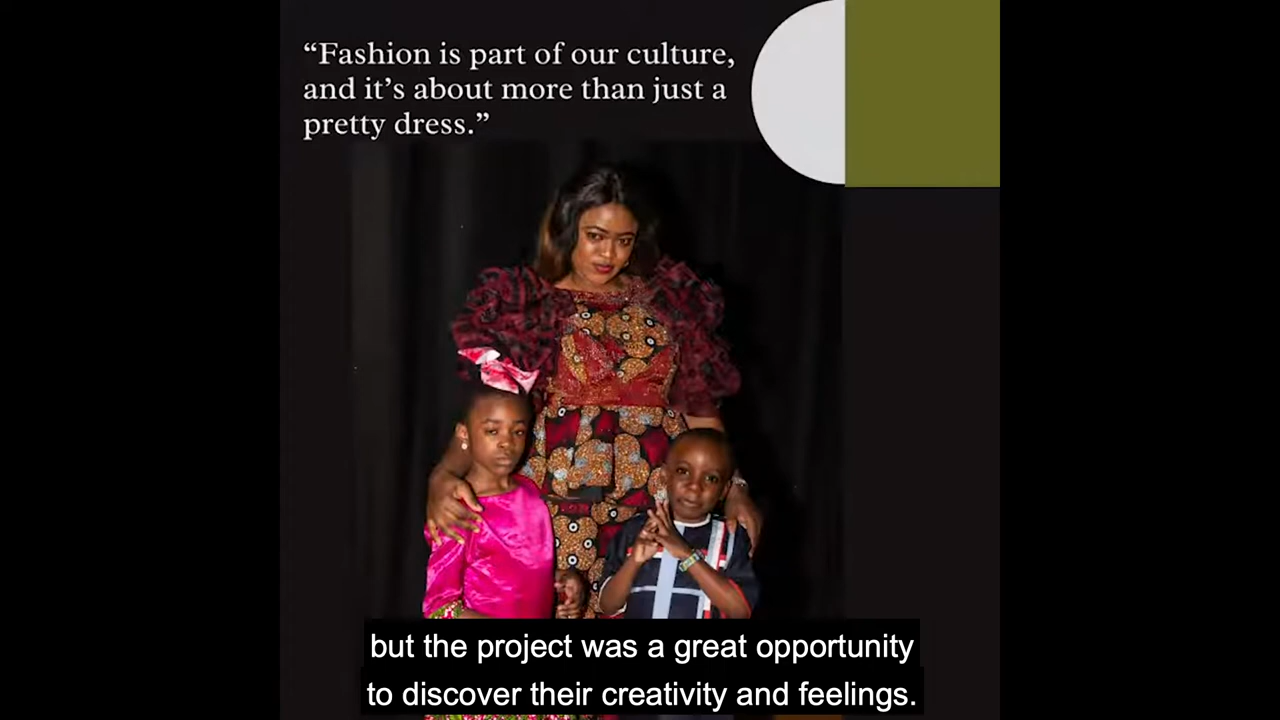 “Fashion is part of our culture,
and it’s about more than just a
pretty dress.”
but the project was a great opportunity
to discover their creativity and feelings.